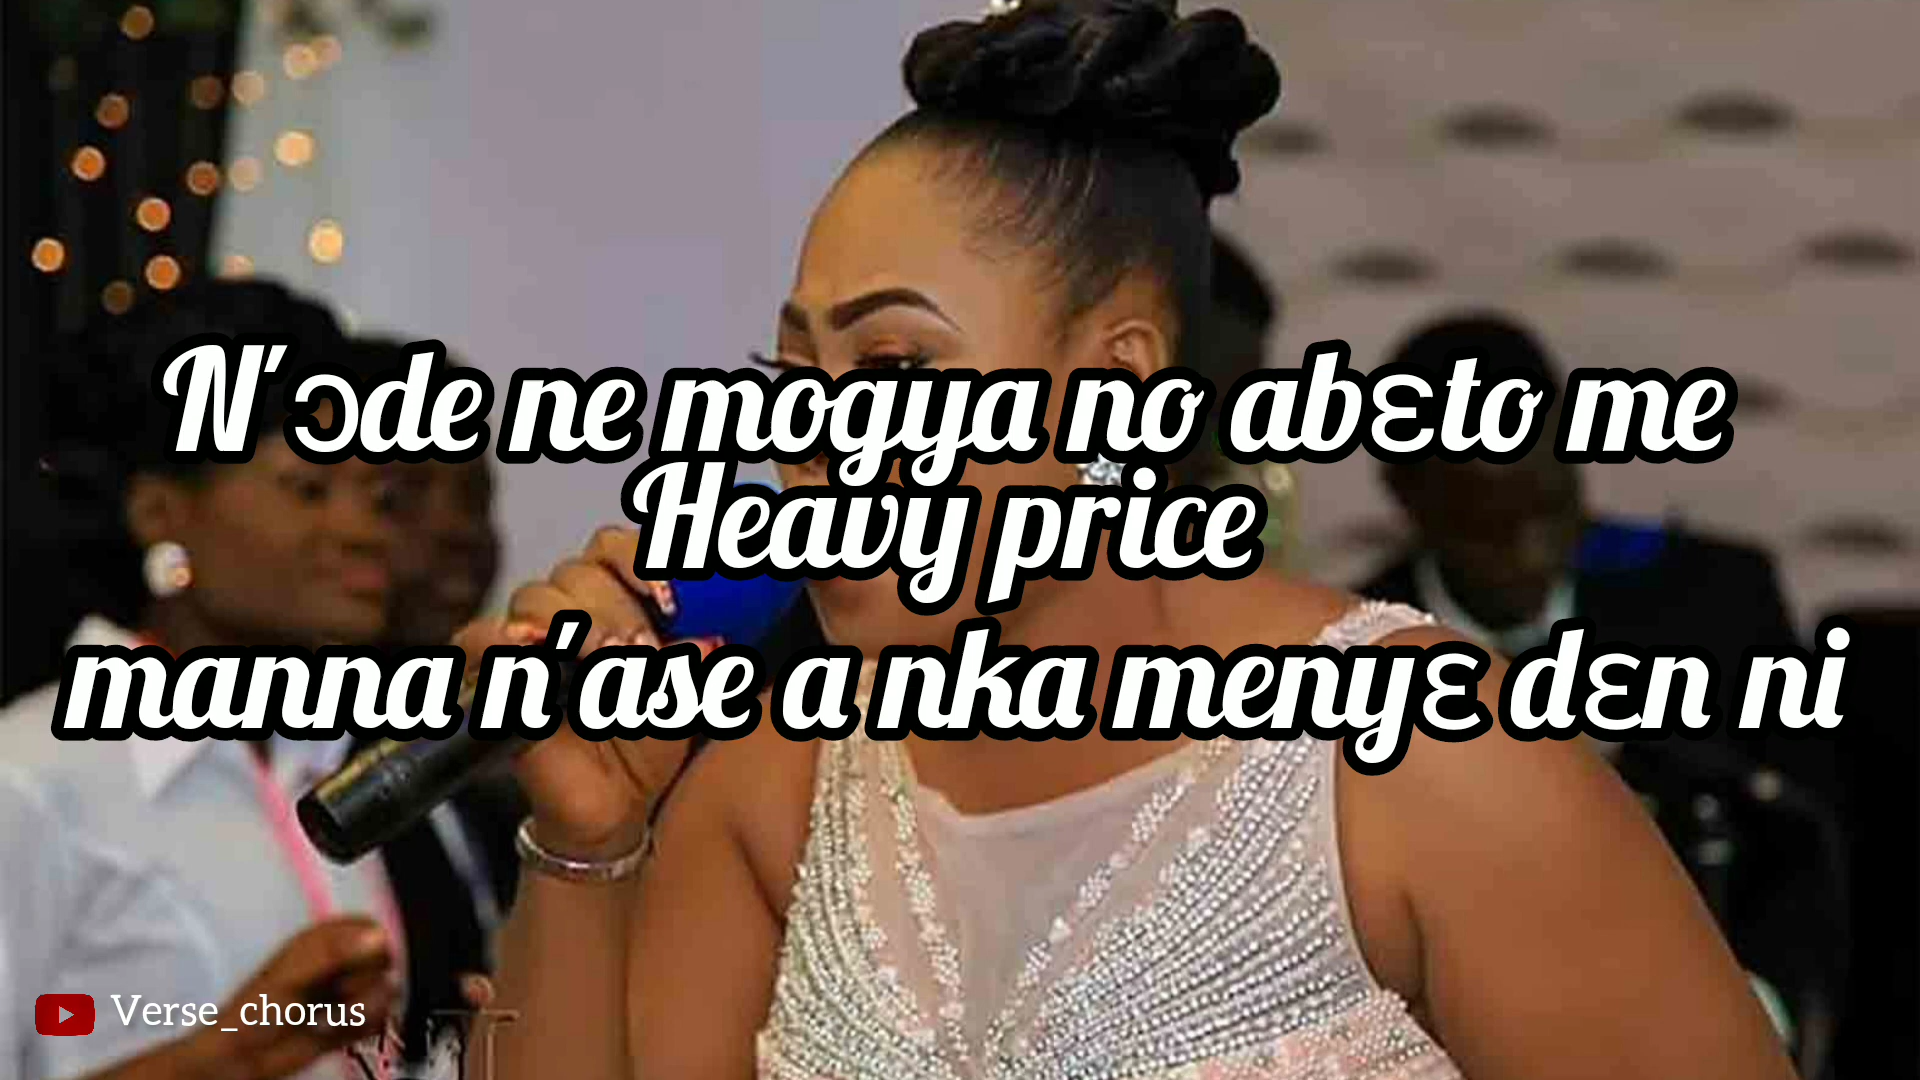 N'ɔde ne mogya no abɛto me
Heavy price
manna n'ase a nka menyɛ dɛn ni
Verse_chorus